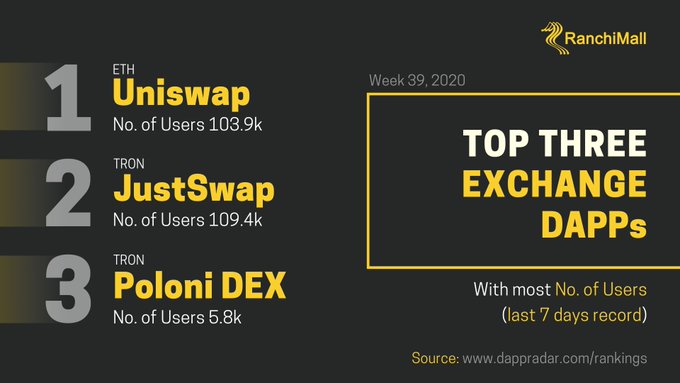 RanchiMall
1
ETH
Uniswap
No. of Users 103.9k
2
TRON
JustSwap
No. of Users 109.4k
3
TRON
Poloni DEX
No. of Users 5.8k
Week 39, 2020
TOP THREE
EXCHANGE
DAPPs
With most No. of Users
(last 7 days record)
Source: www.dappradar.com/rankings